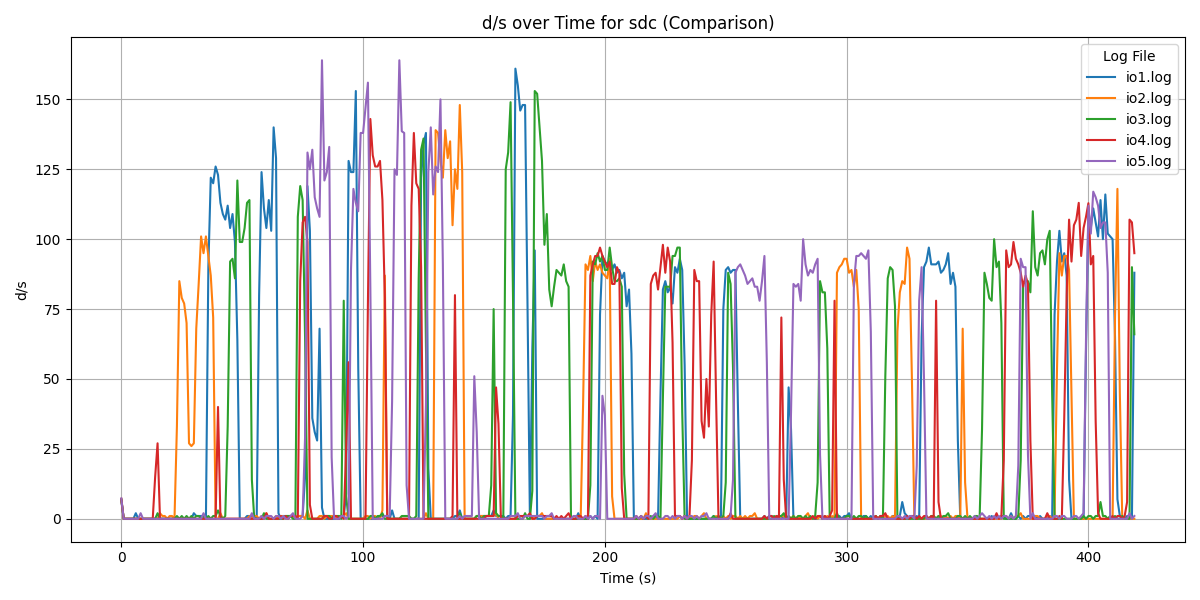 d/s over Time for sdc (Comparison)
Log File
io1.log
io2.log
io3.log
io4.log
io5.log
d/s
150
125
100
75
50
25
0
0 100 200 300 400
Time (s)